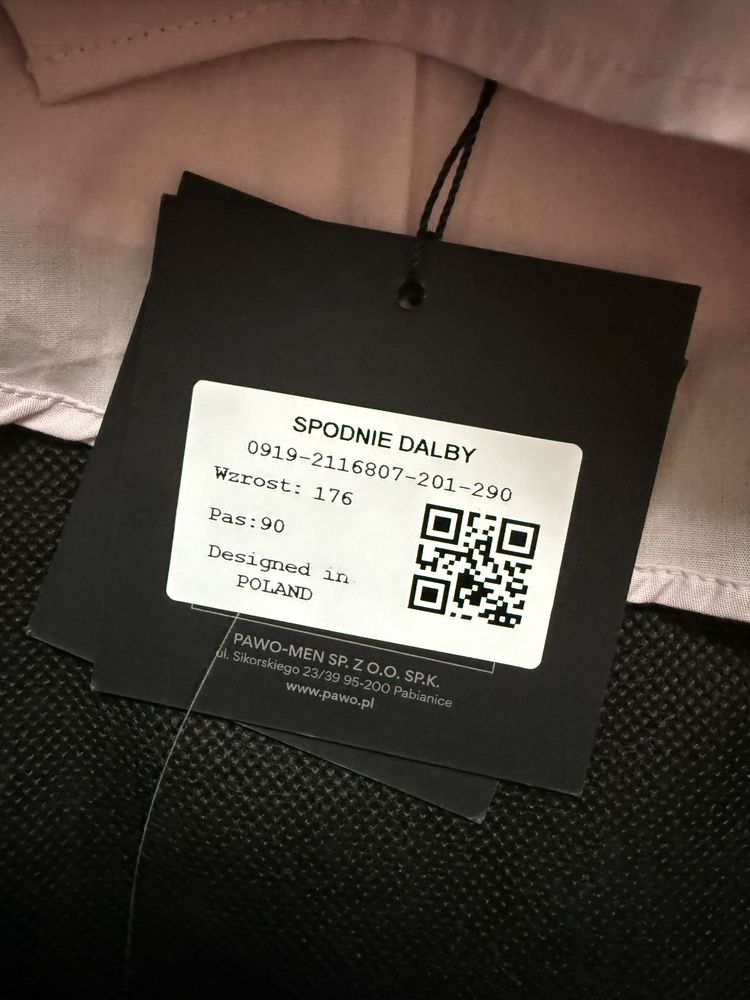 SPODNIE DALBY
0919-2116807-201-290
Wzrost: 176
Pas:90
Designed in
POLAND
PAWO-MEN SP. Z O.O. SP.K.
ul. Sikorskiego 23/39 95-200 Pabianice
www.pawo.pl